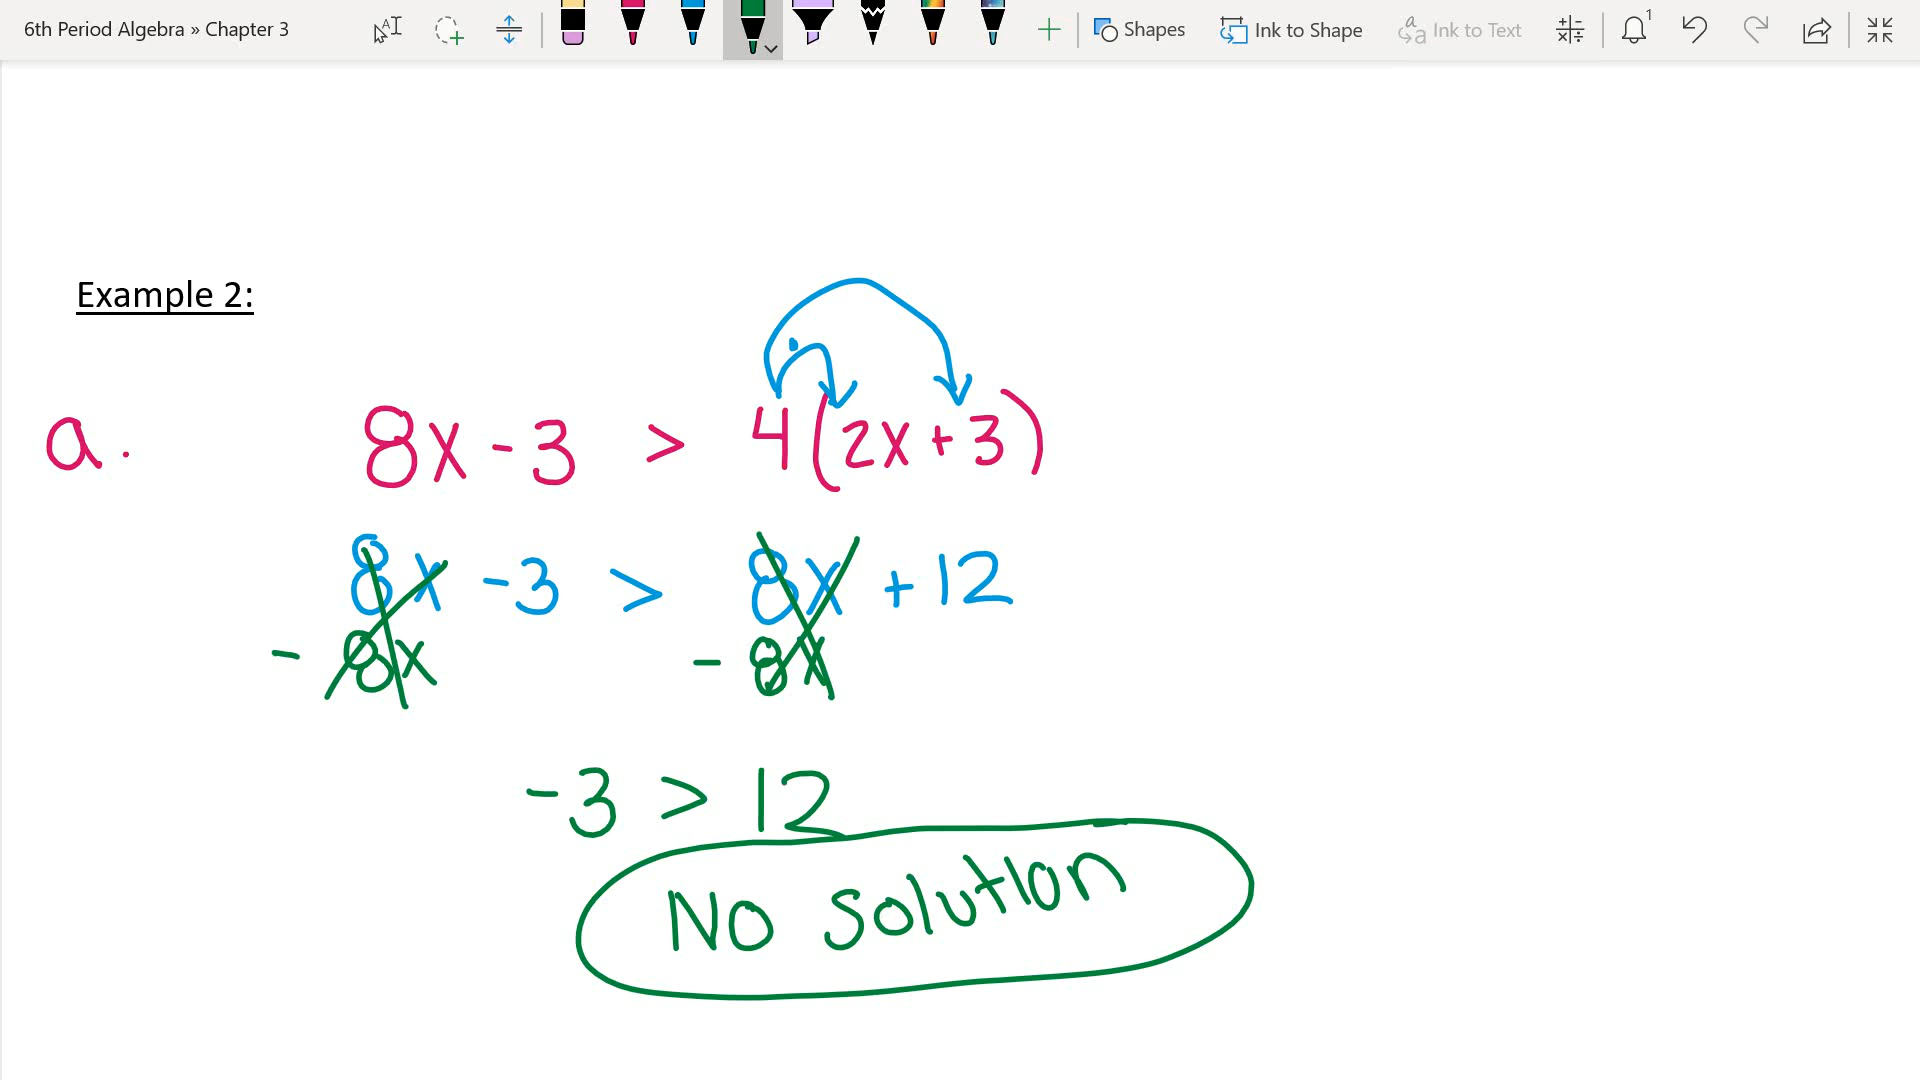 6th Period Algebra » Chapter 3
Shapes
Ink to Shape
Ink to Text
1
Example 2:
a. 8x - 3 > 4(2x + 3)
8x - 3 > 8x + 12
- 8x - 8x
-3 > 12
No solution